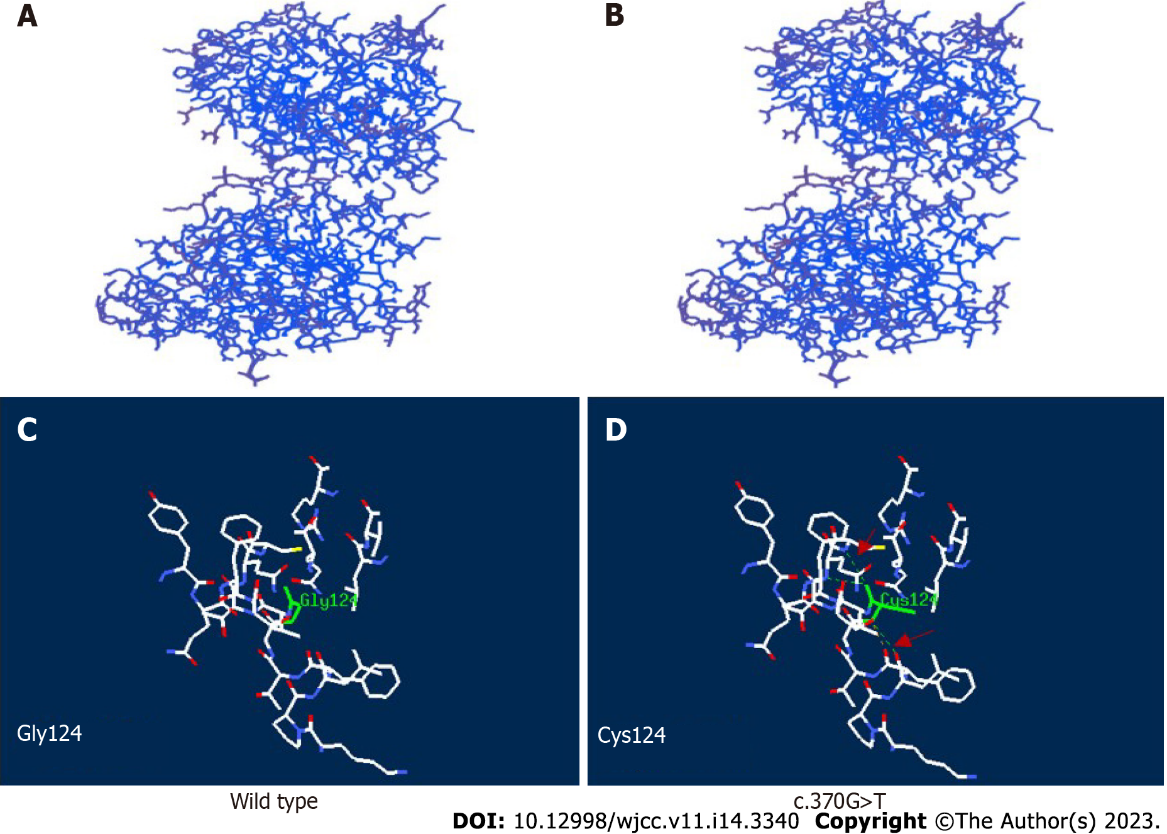 A
B
C
D
Gly124
Cys124
Gly124
Cys124
Wild type
c.370G>T
DOI: 10.12998/wjcc.v11.i14.3340 Copyright ©The Author(s) 2023.